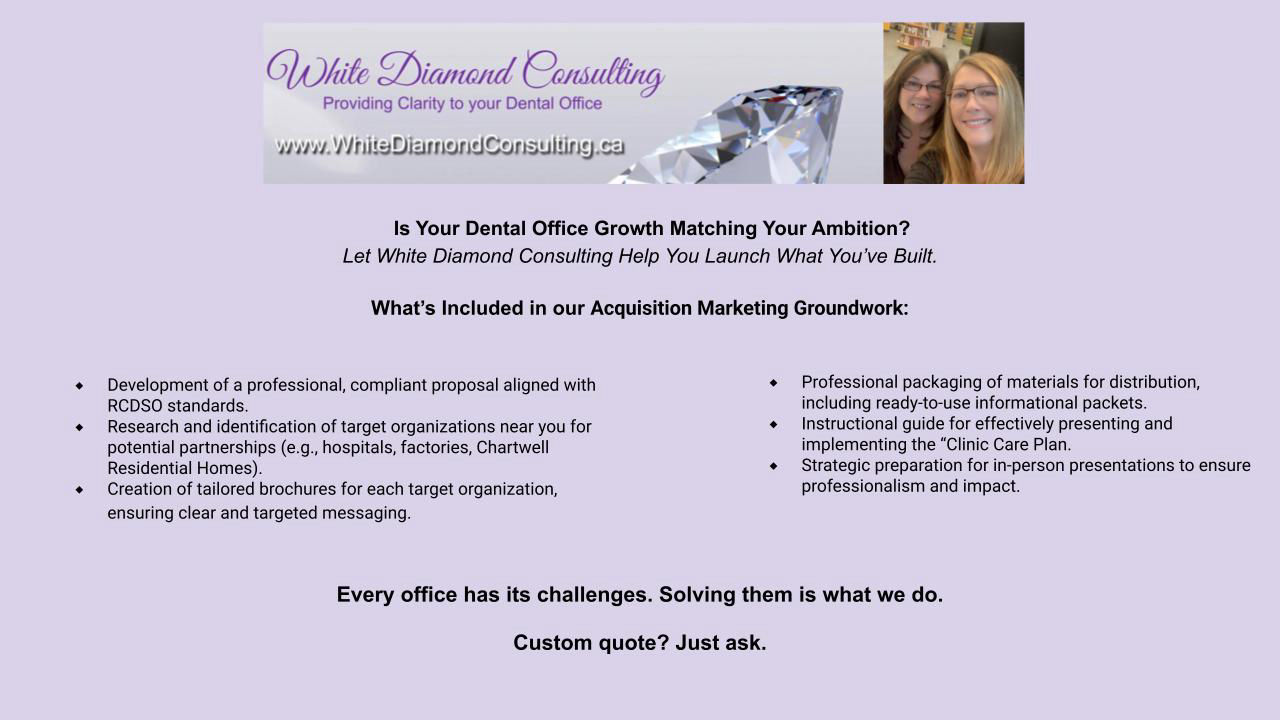 White Diamond Consulting
Providing Clarity to your Dental Office
www.WhiteDiamondConsulting.ca
Is Your Dental Office Growth Matching Your Ambition?
Let White Diamond Consulting Help You Launch What You’ve Built.
What’s Included in our Acquisition Marketing Groundwork:
◆ Development of a professional, compliant proposal aligned with
RCDSO standards.
◆ Research and identification of target organizations near you for
potential partnerships (e.g., hospitals, factories, Chartwell
Residential Homes).
◆ Creation of tailored brochures for each target organization,
ensuring clear and targeted messaging.
◆ Professional packaging of materials for distribution,
including ready-to-use informational packets.
◆ Instructional guide for effectively presenting and
implementing the “Clinic Care Plan.
◆ Strategic preparation for in-person presentations to ensure
professionalism and impact.
Every office has its challenges. Solving them is what we do.
Custom quote? Just ask.